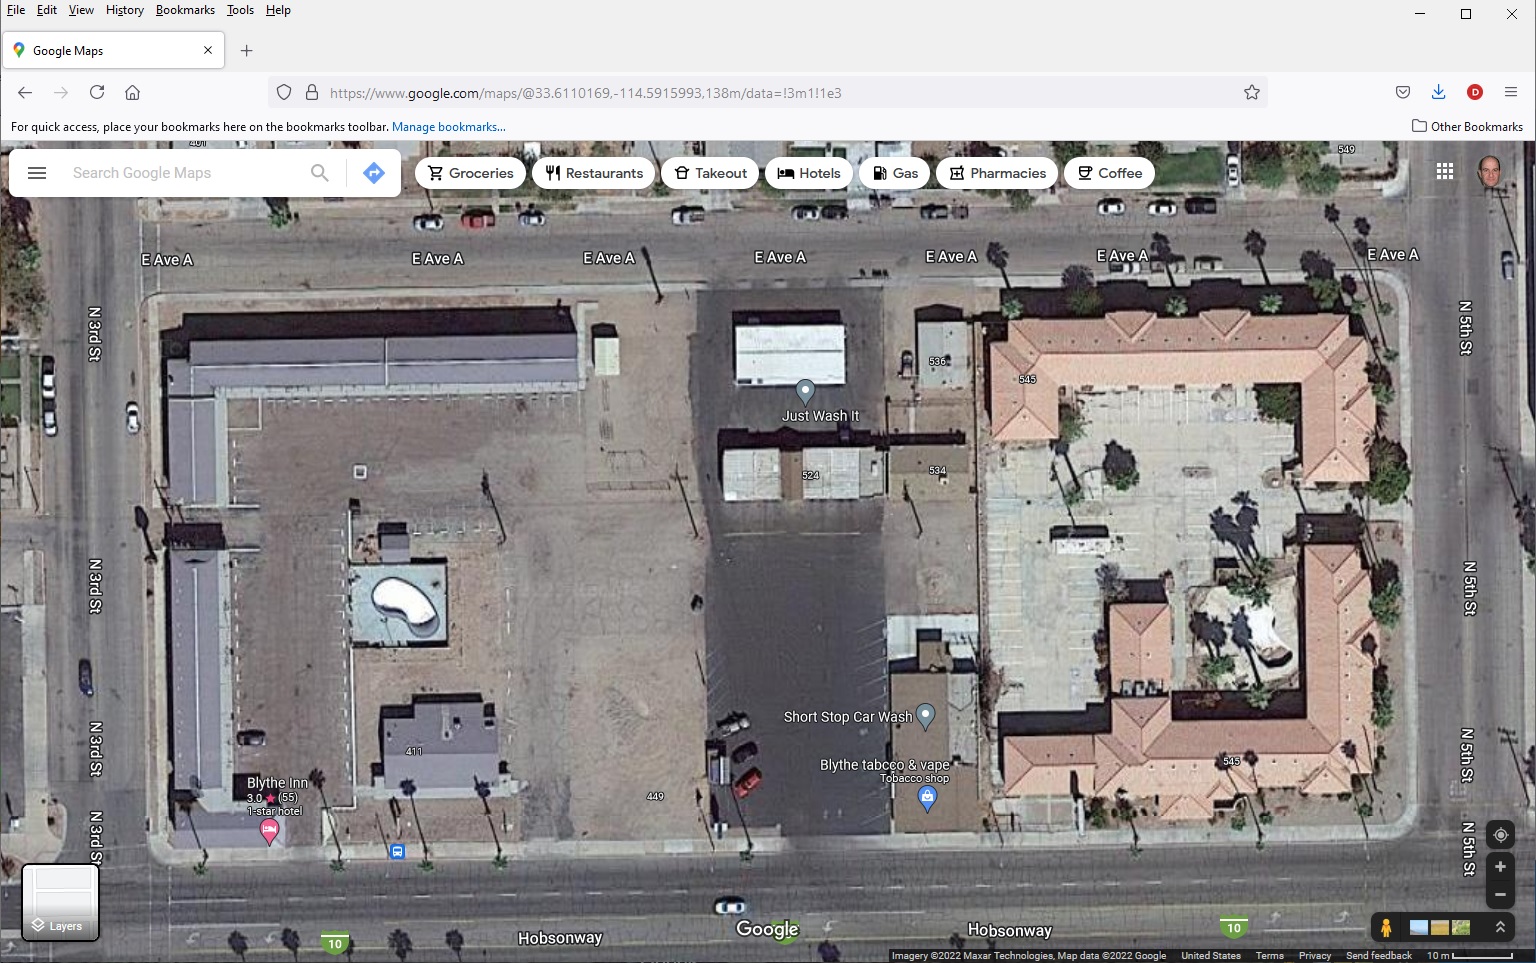 File Edit View History Bookmarks Tools Help
Google Maps
https://www.google.com/maps/@33.6110169,-114.5915993,138m/data=!3m1!1e3
D
For quick access, place your bookmarks here on the bookmarks toolbar. Manage bookmarks...
Other Bookmarks
401
549
Search Google Maps
Groceries
Restaurants
Takeout
Hotels
Gas
Pharmacies
Coffee
E Ave A
E Ave A
E Ave A
E Ave A
E Ave A
E Ave A
E Ave A
N 3rd St
N 5th St
536
545
Just Wash It
524
534
N 3rd St
N 5th St
Short Stop Car Wash
N 3rd St
N 5th St
411
Blythe tabcco & vape
Tobacco shop
545
Blythe Inn
3.0 ★ (55)
1-star hotel
449
N 3rd St
N 5th St
Layers
Hobsonway
Google
Hobsonway
10
10
Imagery ©2022 Maxar Technologies, Map data ©2022 Google United States Terms Privacy Send feedback 10 m